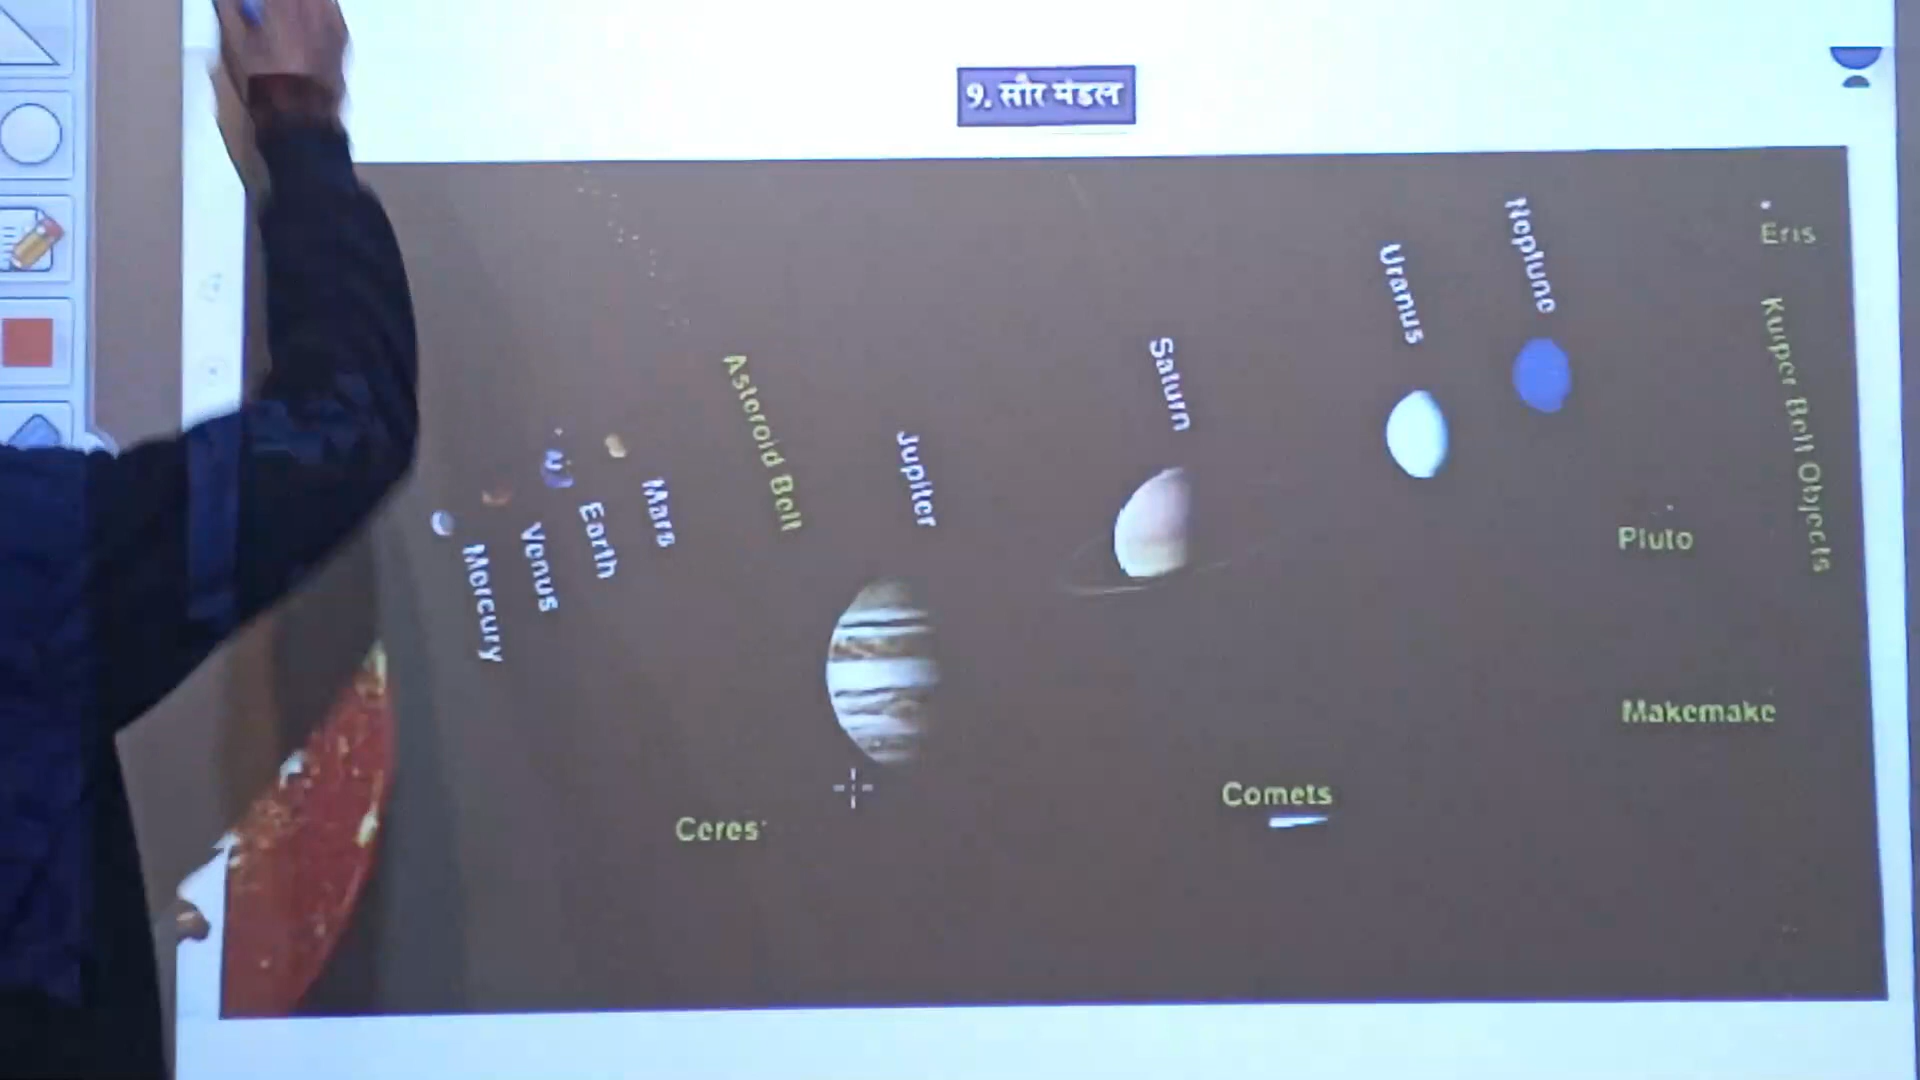 9. सौर मंडल
Eris
Kuiper Belt Objects
Neptune
Uranus
Saturn
Jupiter
Asteroid Belt
Mars
Earth
Venus
Mercury
Pluto
Makemake
Comets
Ceres